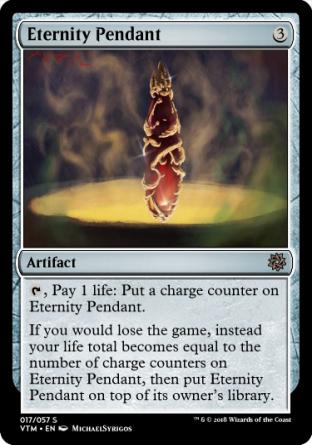 Eternity Pendant 3
Artifact
, Pay 1 life: Put a charge counter on
Eternity Pendant.
If you would lose the game, instead
your life total becomes equal to the
number of charge counters on
Eternity Pendant, then put Eternity
Pendant on top of its owner's library.
017/057 S
VTM • EN MichaelSyrigos
™ & © 2018 Wizards of the Coast